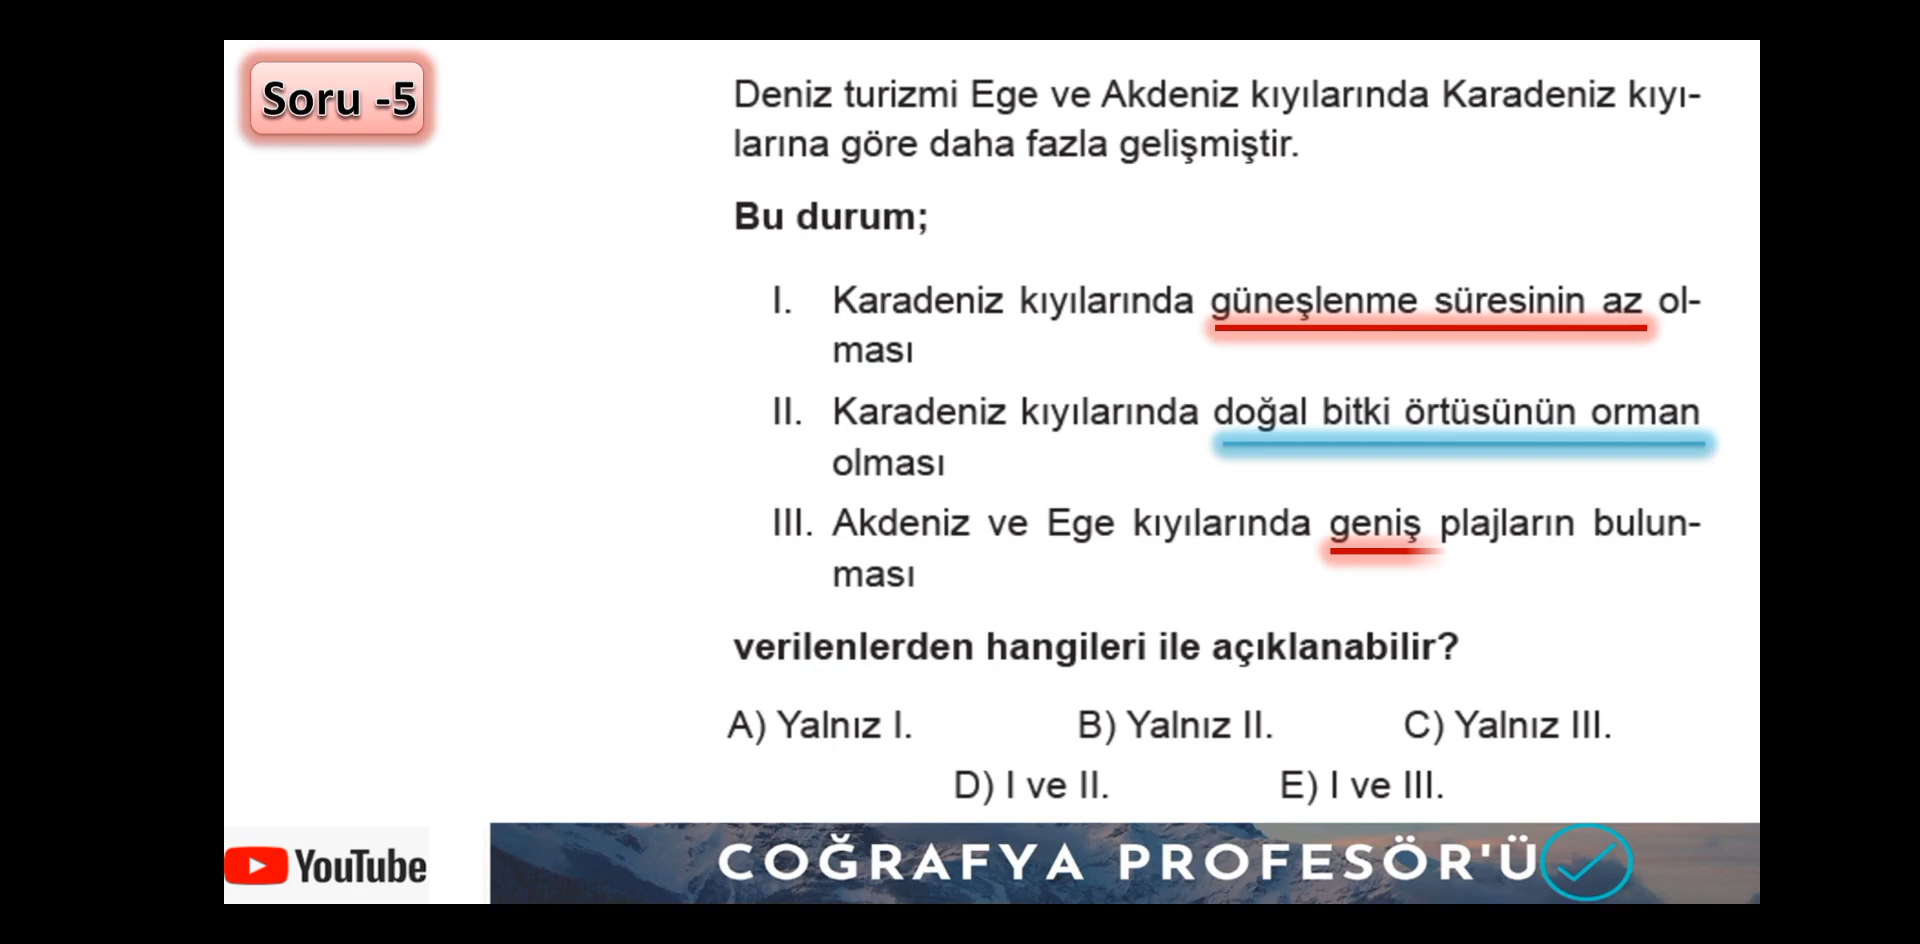 Soru -5
Deniz turizmi Ege ve Akdeniz kıyılarında Karadeniz kıyı-
larına göre daha fazla gelişmiştir.
Bu durum;
I. Karadeniz kıyılarında güneşlenme süresinin az ol-
ması
II. Karadeniz kıyılarında doğal bitki örtüsünün orman
olması
III. Akdeniz ve Ege kıyılarında geniş plajların bulun-
ması
verilenlerden hangileri ile açıklanabilir?
A) Yalnız I. B) Yalnız II. C) Yalnız III.
D) I ve II. E) I ve III.
YouTube
COĞRAFYA PROFESÖR'Ü